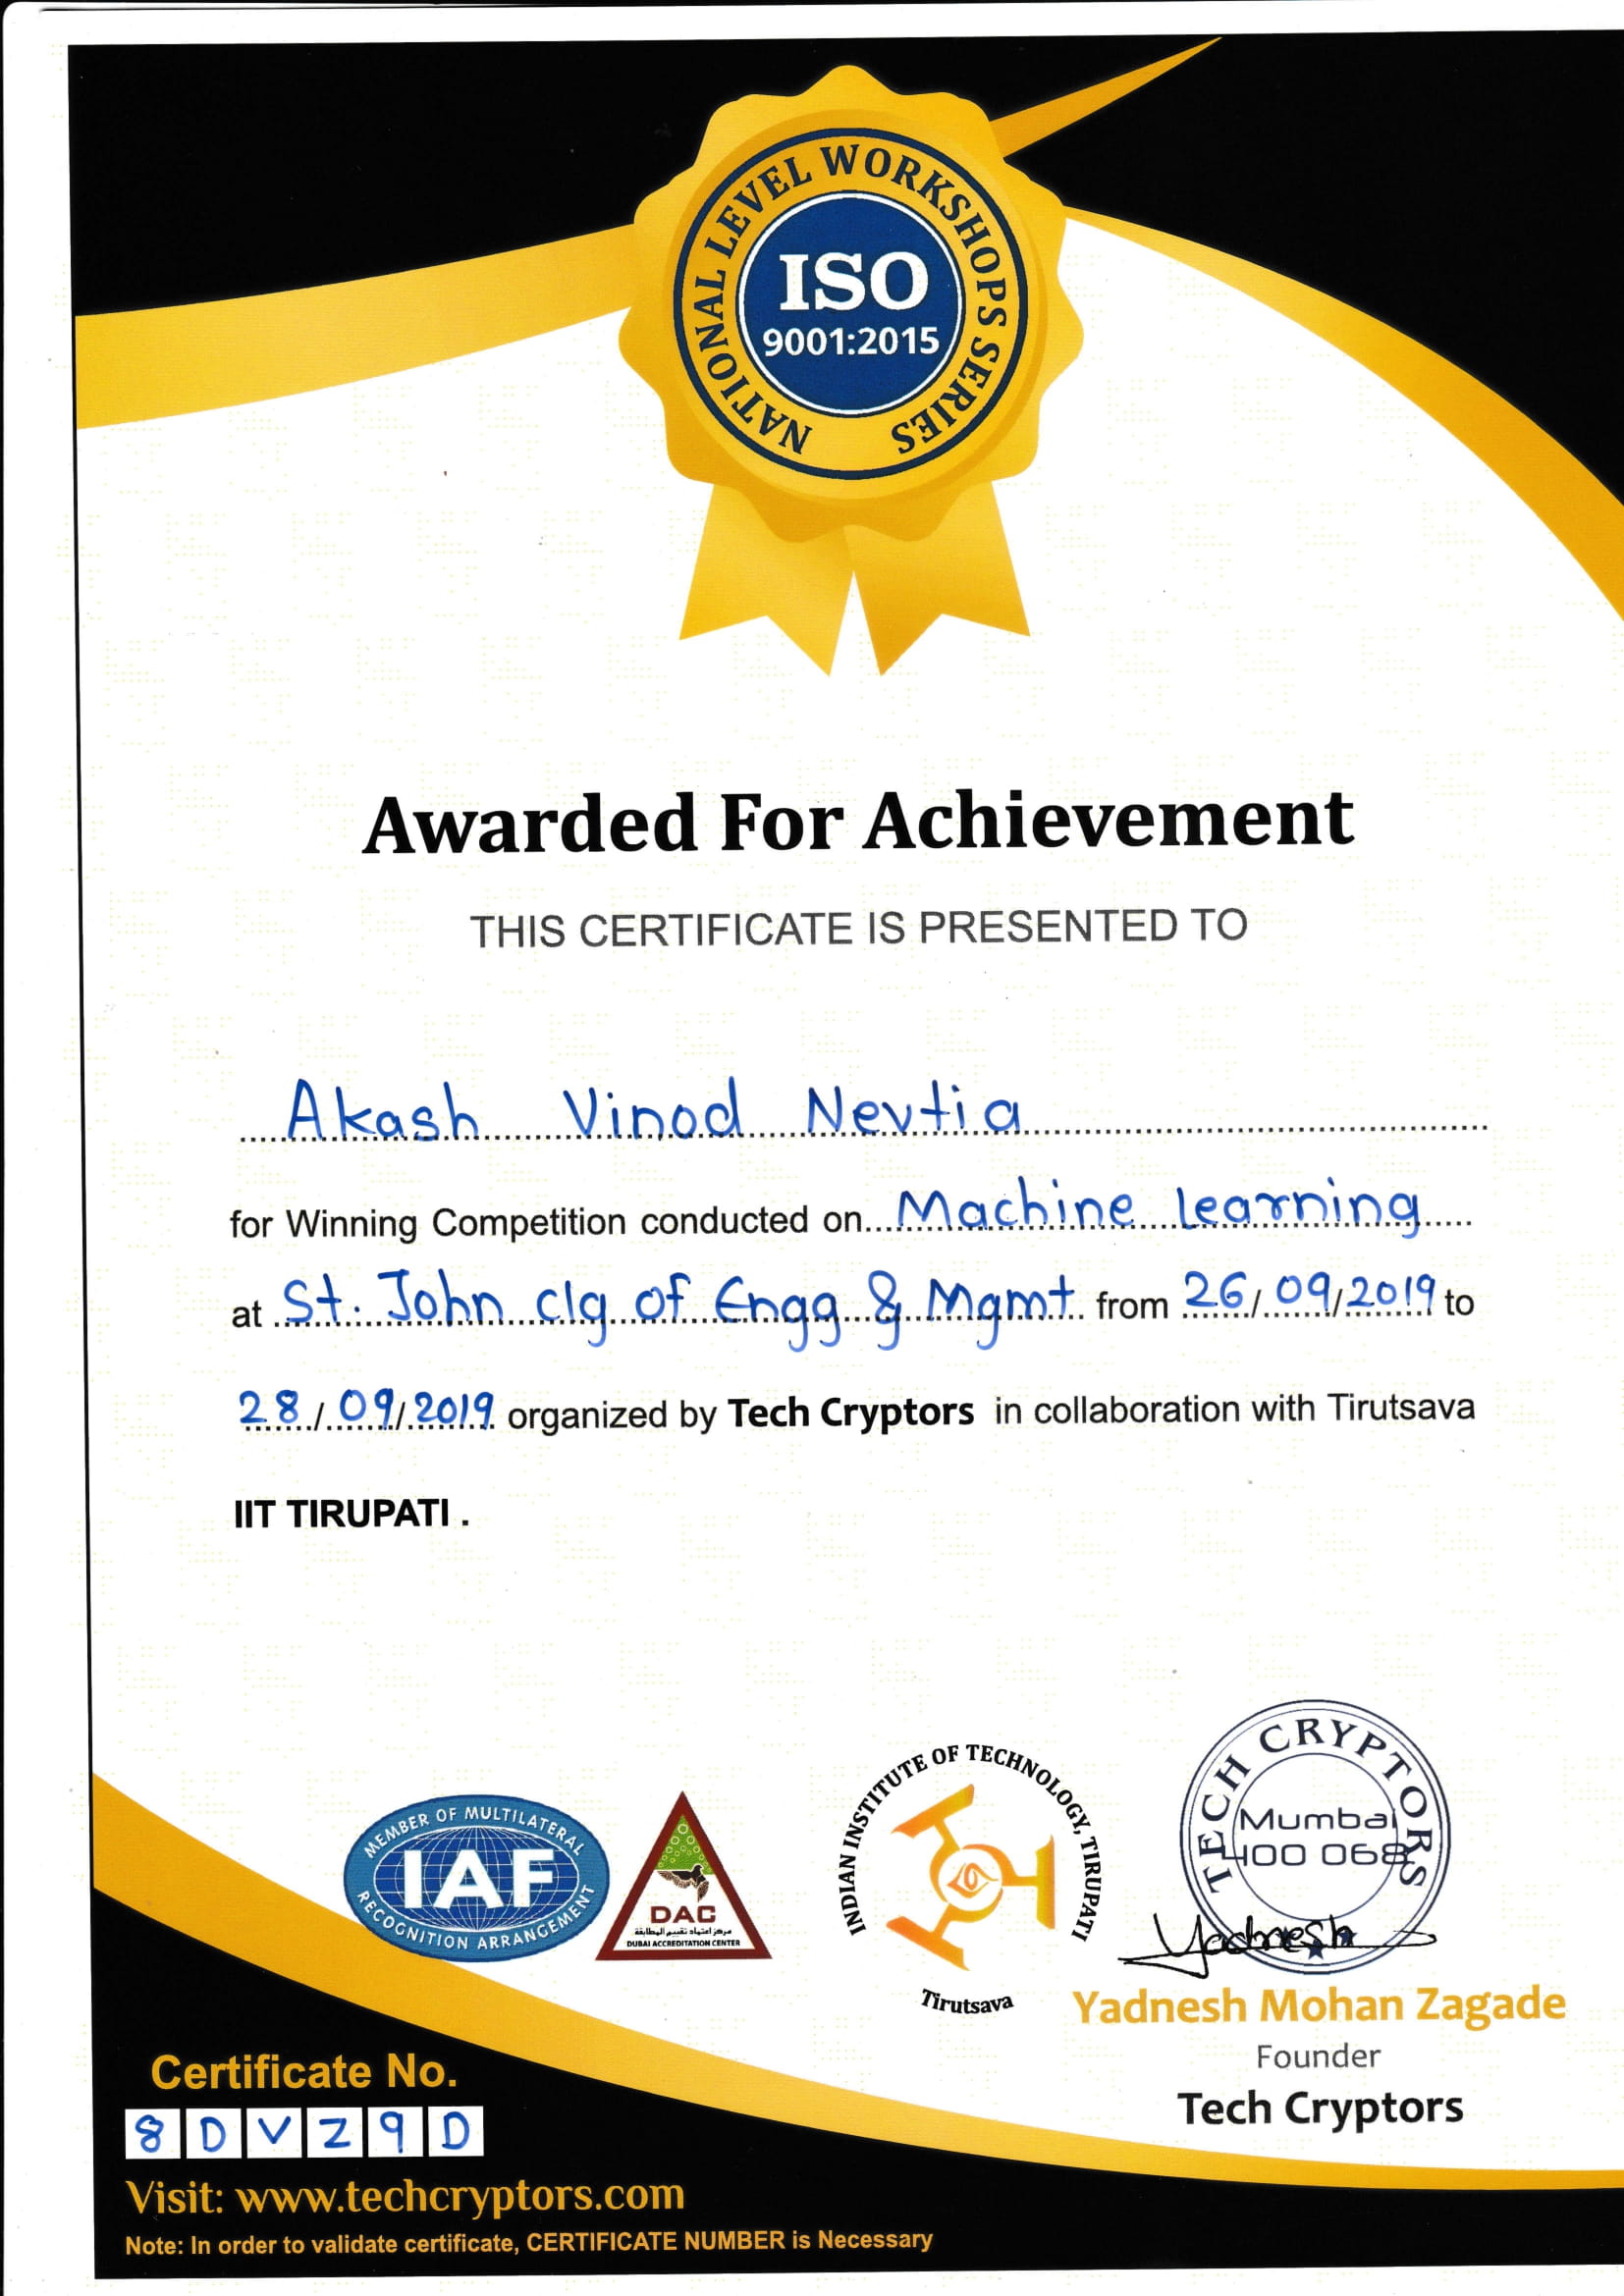 NATIONAL LEVEL WORKSHOPS SERIES
ISO
9001:2015
Awarded For Achievement
THIS CERTIFICATE IS PRESENTED TO
Akash Vinod Nevtia
for Winning Competition conducted on Machine learning
at St. John clg of Engg & Mgmt from 26/09/2019 to
28/09/2019 organized by Tech Cryptors in collaboration with Tirutsava
IIT TIRUPATI .
MEMBER OF MULTILATERAL
IAF
RECOGNITION ARRANGEMENT
DAC
مركز اعتماد تقييم المطابقة
DUBAI ACCREDITATION CENTER
INDIAN INSTITUTE OF TECHNOLOGY, TIRUPATI
Tirutsava
TECH CRYPTORS
Mumbai
400 068
Yadnesh
Yadnesh Mohan Zagade
Founder
Tech Cryptors
Certificate No.
8DVZ9D
Visit: www.techcryptors.com
Note: In order to validate certificate, CERTIFICATE NUMBER is Necessary